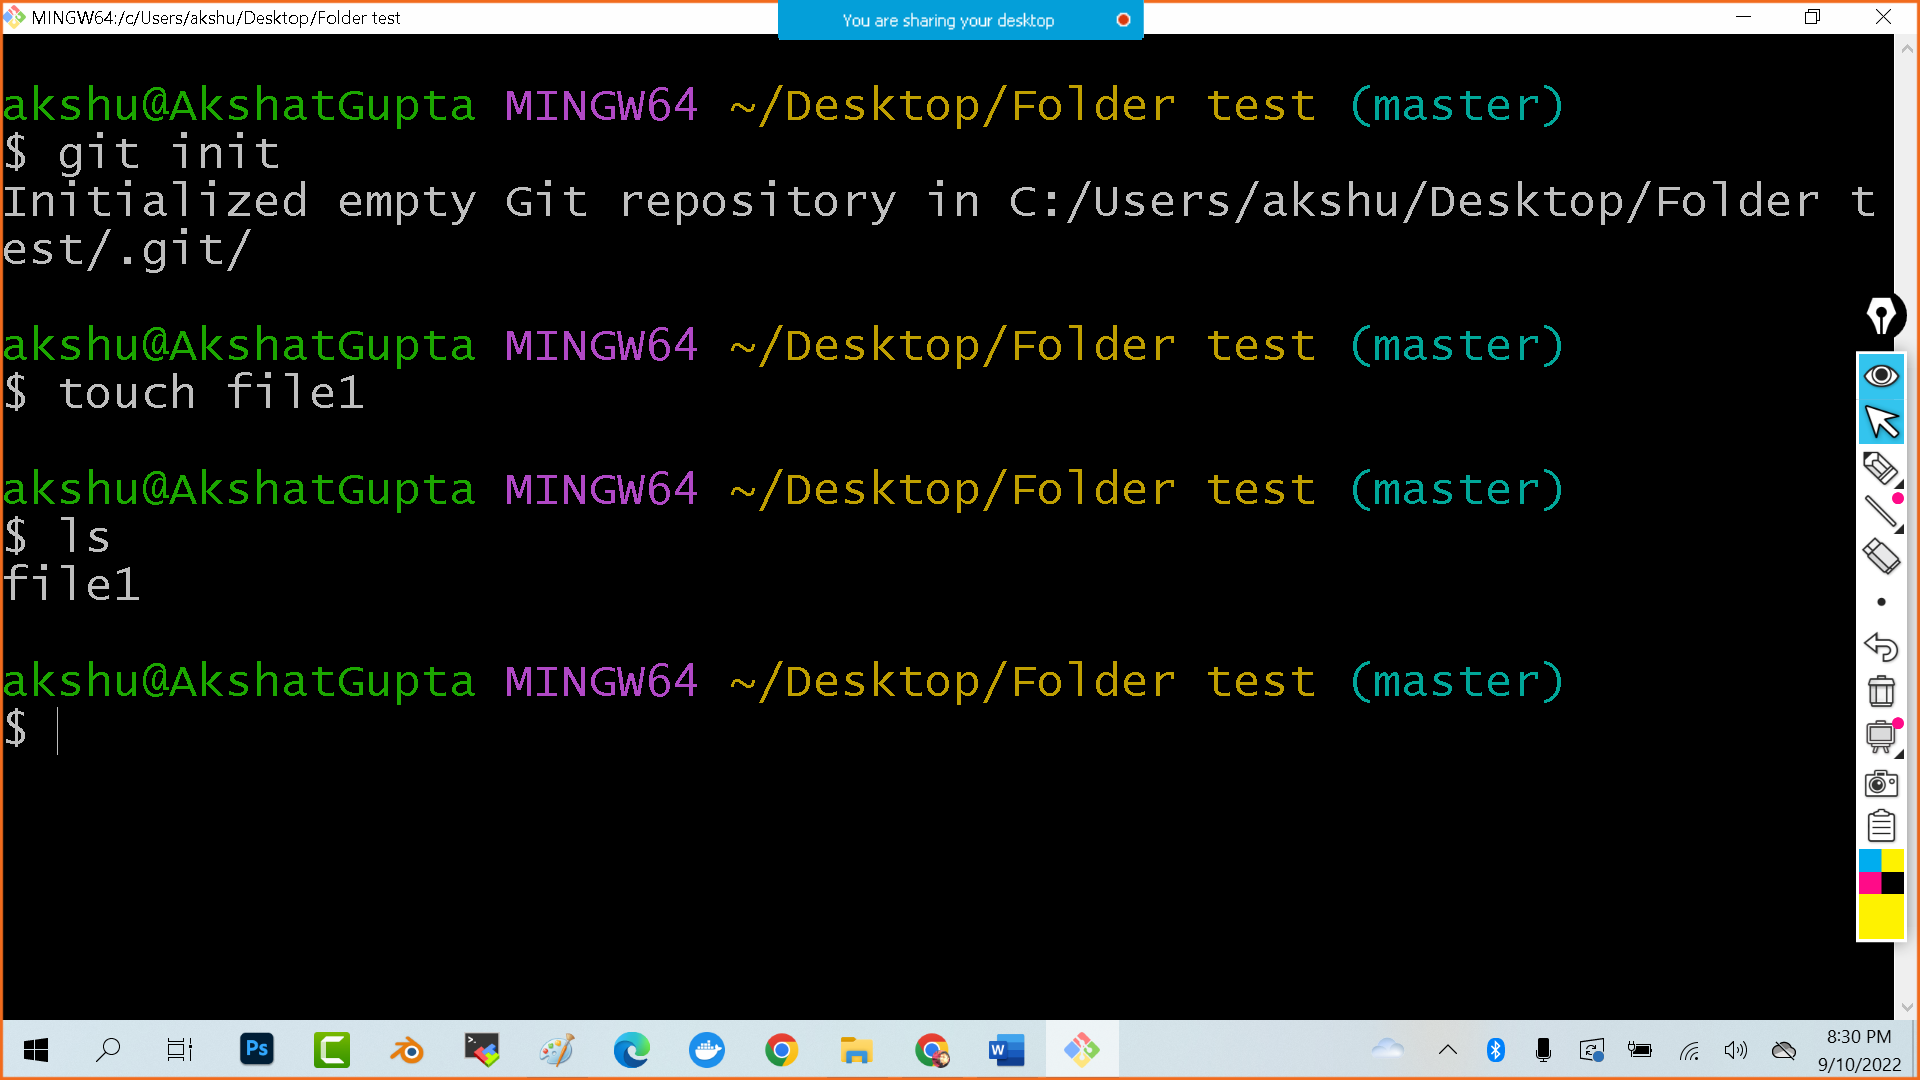 MINGW64:/c/Users/akshu/Desktop/Folder test
You are sharing your desktop
akshu@AkshatGupta MINGW64 ~/Desktop/Folder test (master)
$ git init
Initialized empty Git repository in C:/Users/akshu/Desktop/Folder t
est/.git/
akshu@AkshatGupta MINGW64 ~/Desktop/Folder test (master)
$ touch file1
akshu@AkshatGupta MINGW64 ~/Desktop/Folder test (master)
$ ls
file1
akshu@AkshatGupta MINGW64 ~/Desktop/Folder test (master)
$
Ps
C
W
8:30 PM
9/10/2022